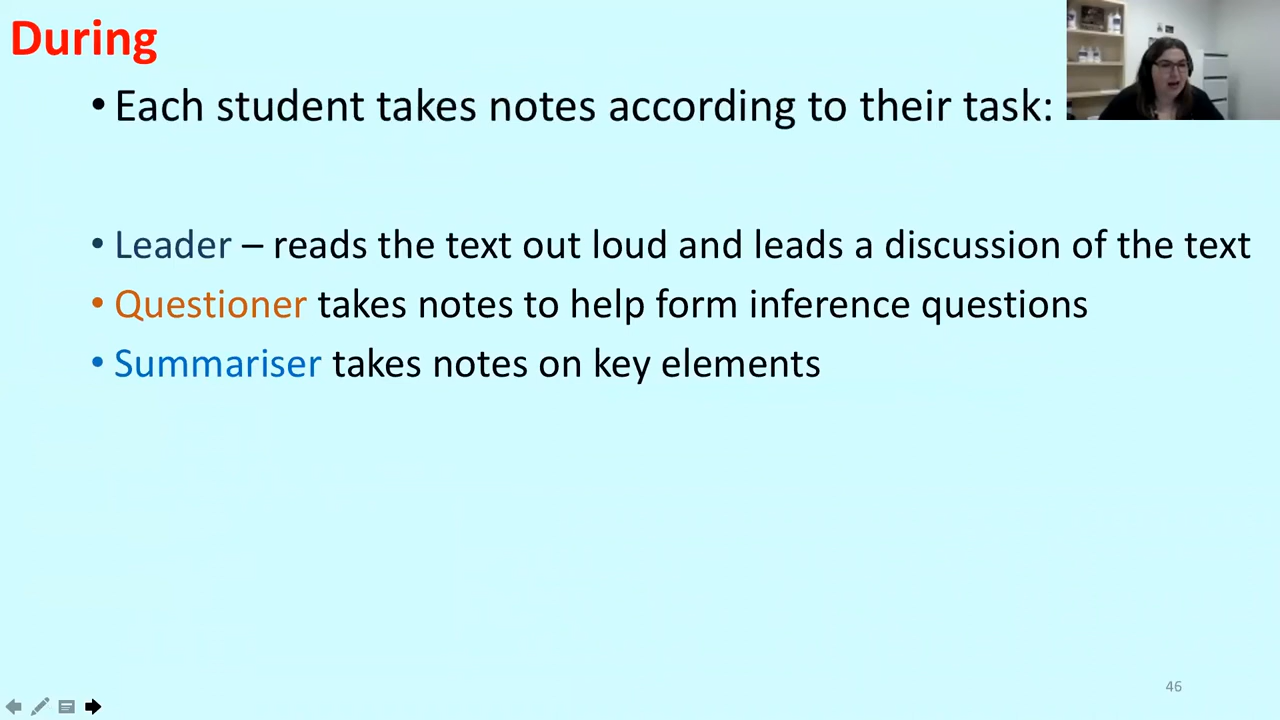 During
• Each student takes notes according to their task:
• Leader – reads the text out loud and leads a discussion of the text
• Questioner takes notes to help form inference questions
• Summariser takes notes on key elements
46